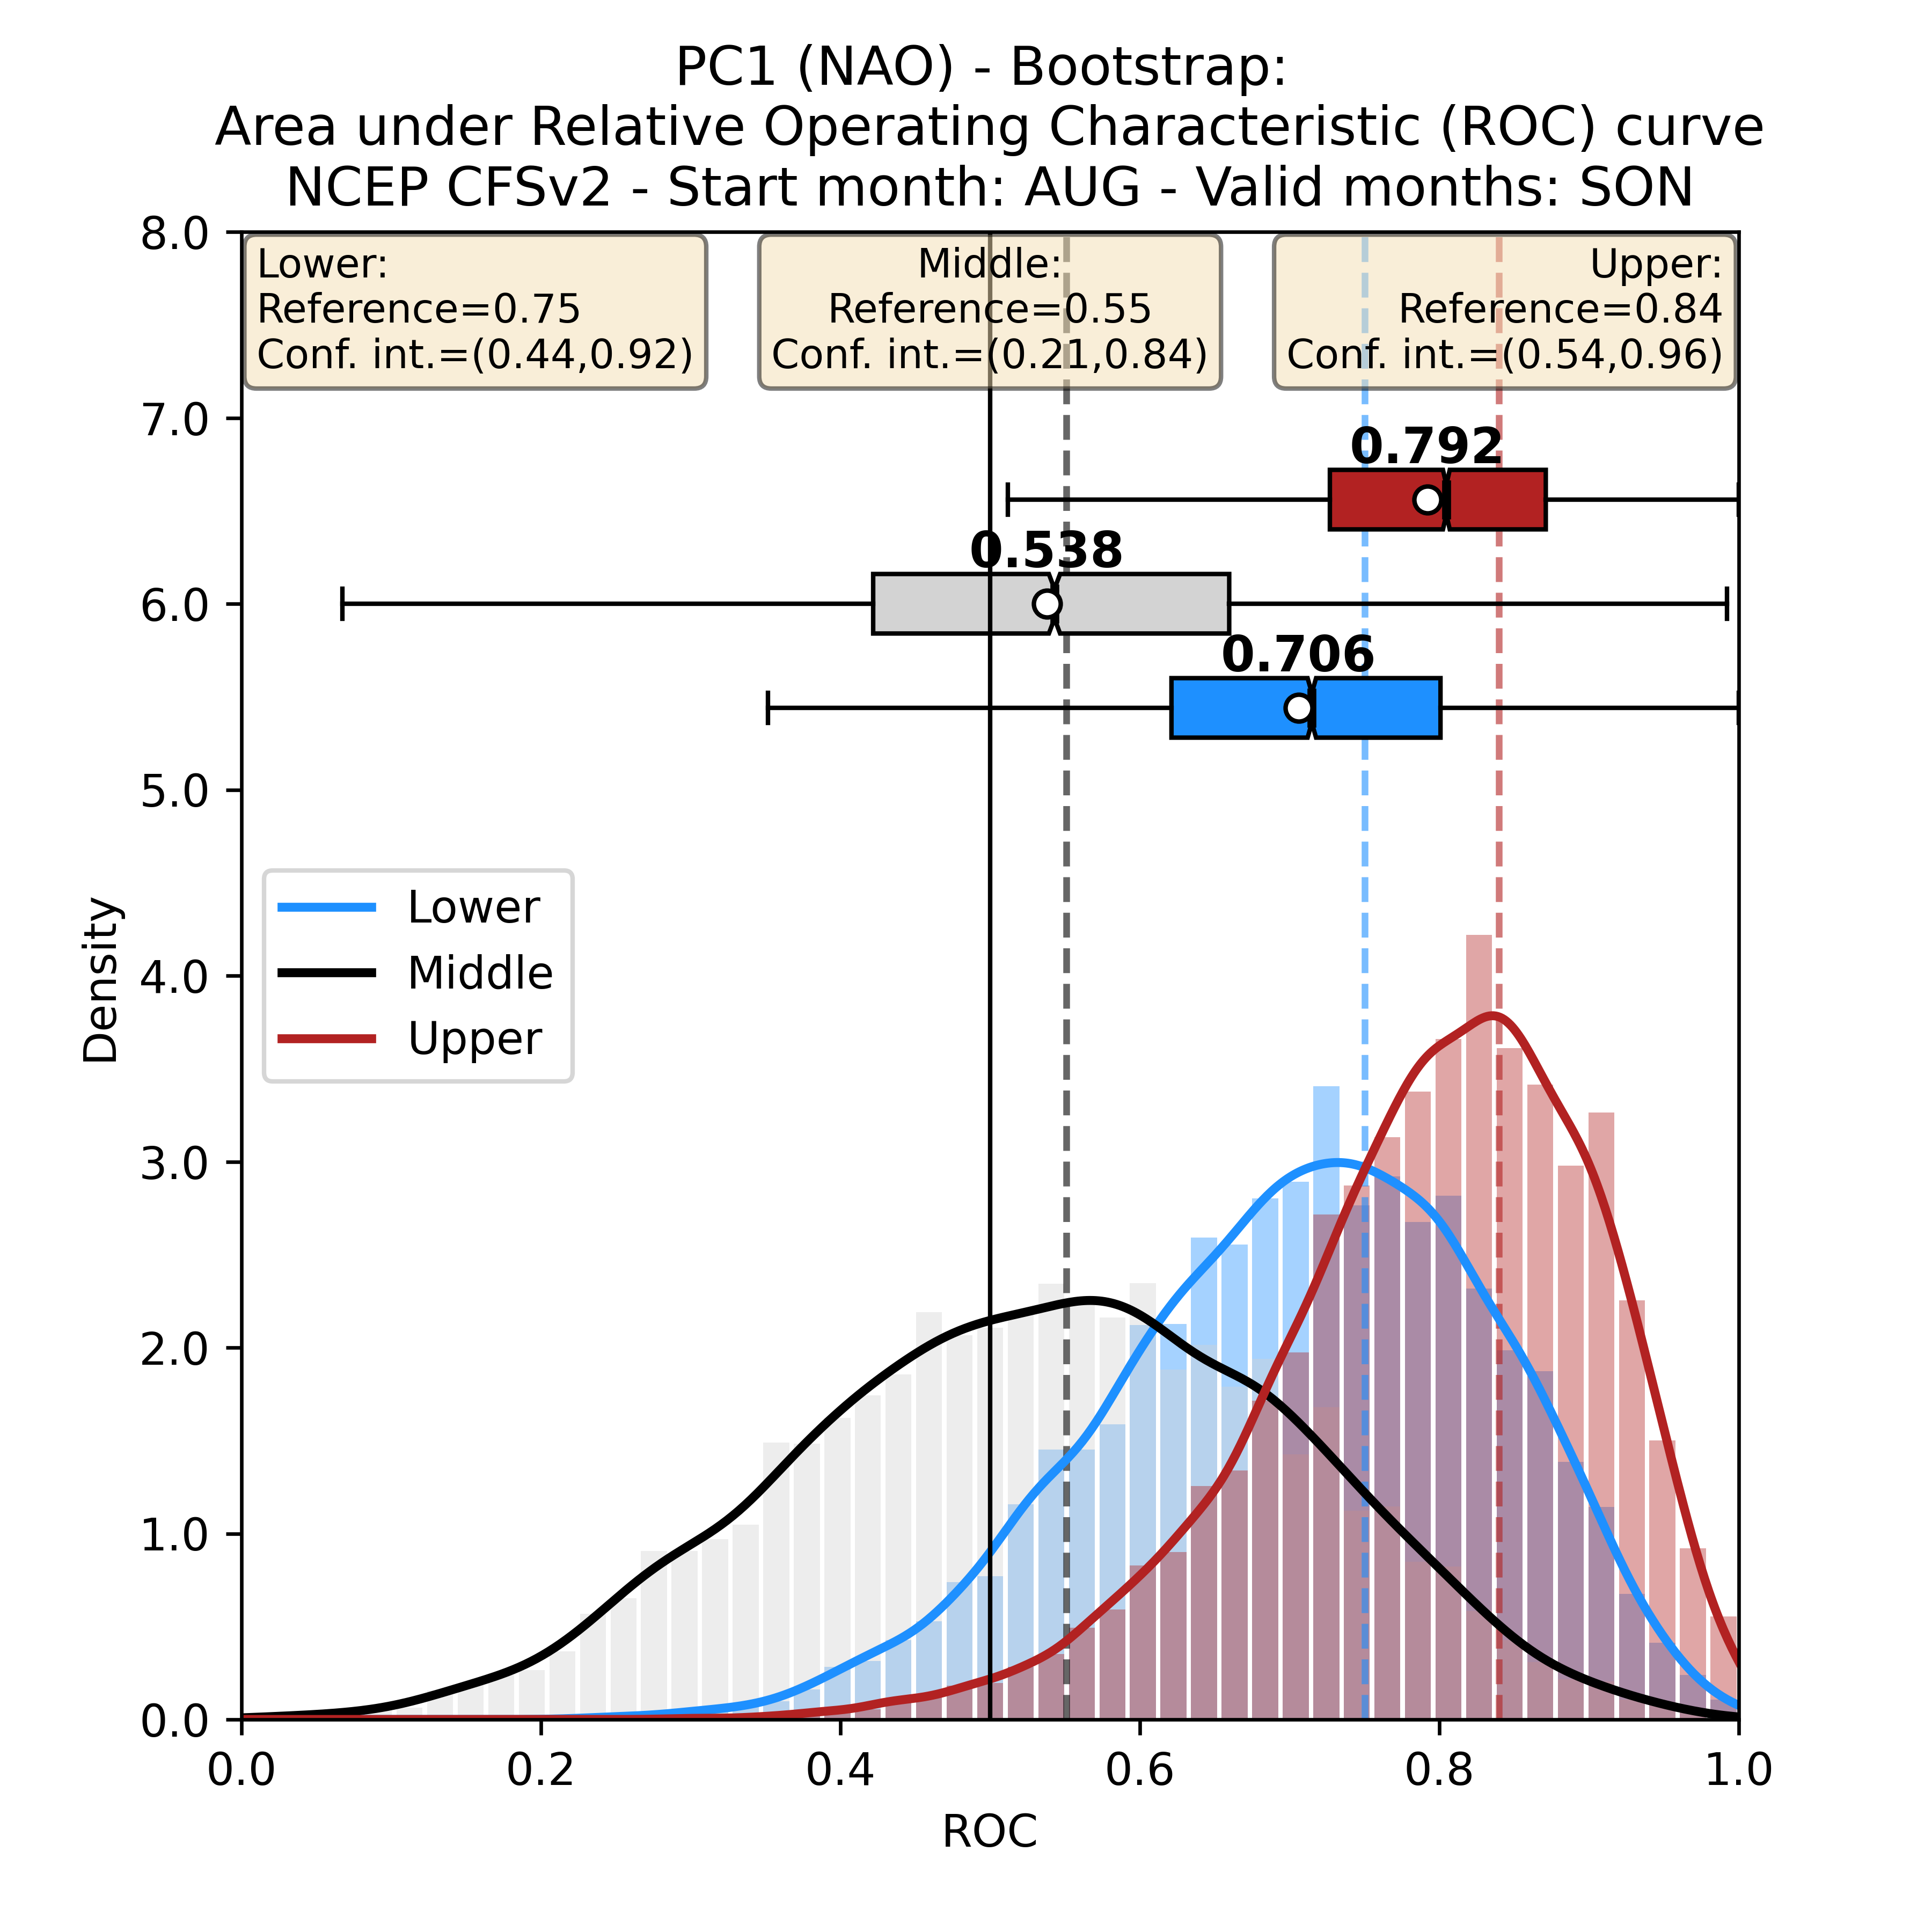 PC1 (NAO) - Bootstrap:
Area under Relative Operating Characteristic (ROC) curve
NCEP CFSv2 - Start month: AUG - Valid months: SON
Lower:
Reference=0.75
Conf. int.=(0.44,0.92)
Middle:
Reference=0.55
Conf. int.=(0.21,0.84)
Upper:
Reference=0.84
Conf. int.=(0.54,0.96)
0.792
0.538
0.706
8.0
7.0
6.0
5.0
4.0
3.0
2.0
1.0
0.0
Density
Lower
Middle
Upper
0.0
0.2
0.4
0.6
0.8
1.0
ROC